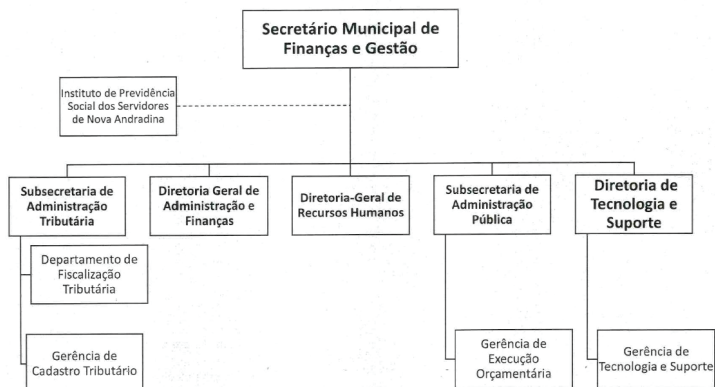 Secretário Municipal de
Finanças e Gestão
Instituto de Previdência
Social dos Servidores
de Nova Andradina
Subsecretaria de
Administração
Tributária
Diretoria Geral de
Administração e
Finanças
Diretoria-Geral de
Recursos Humanos
Subsecretaria de
Administração
Pública
Diretoria de
Tecnologia e
Suporte
Departamento de
Fiscalização
Tributária
Gerência de
Cadastro Tributário
Gerência de
Execução
Orçamentária
Gerência de
Tecnologia e Suporte